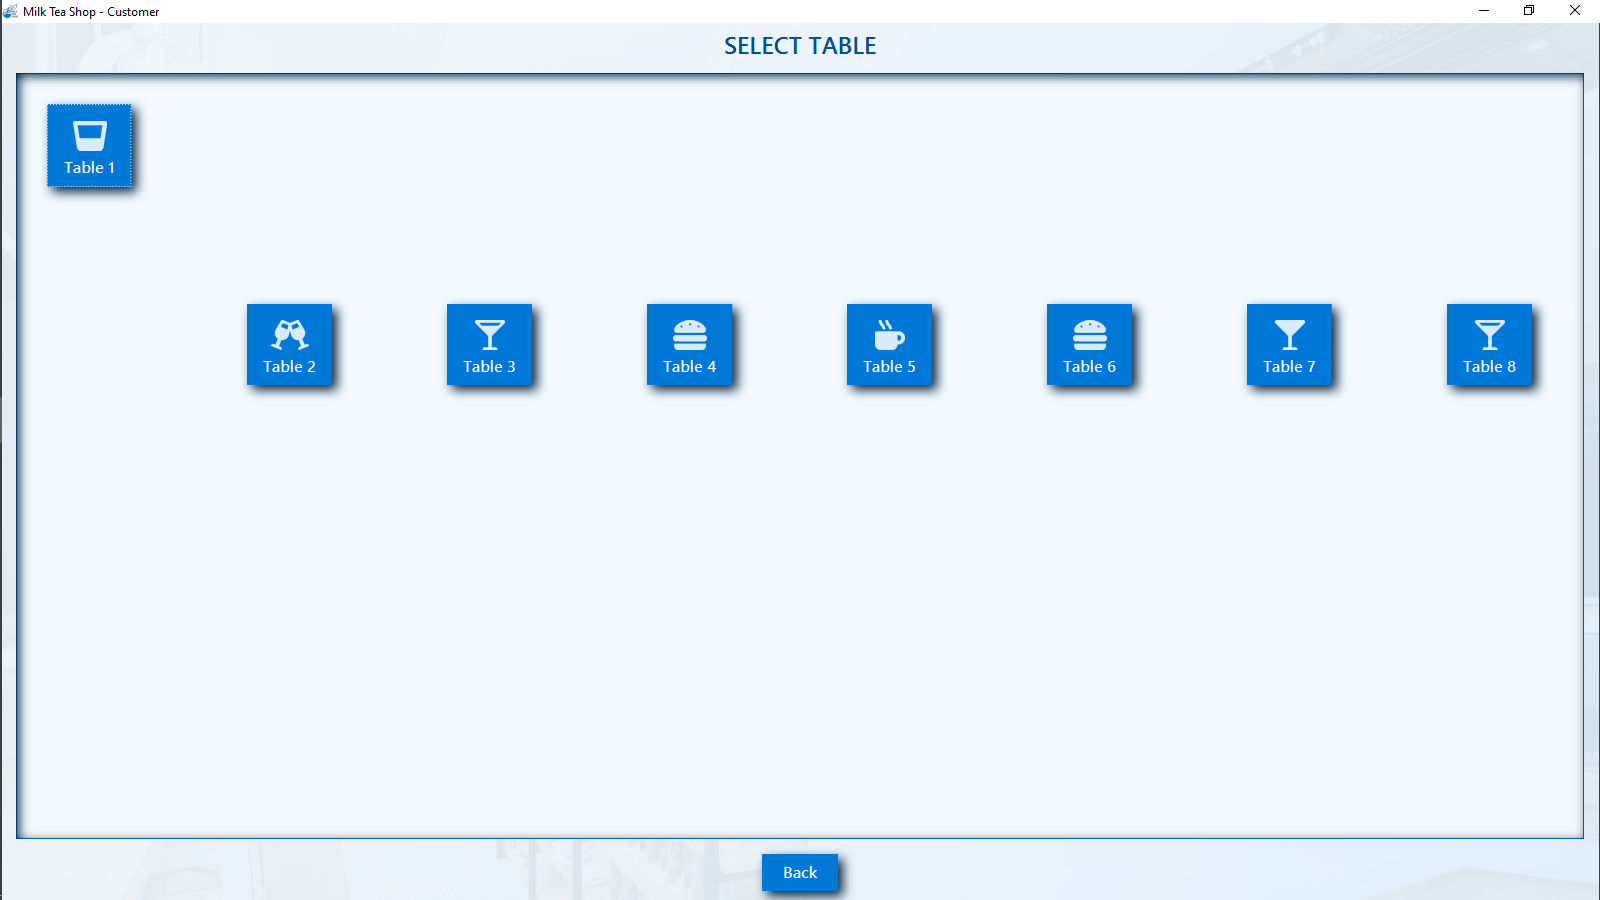 Milk Tea Shop - Customer
SELECT TABLE
Table 1
Table 2
Table 3
Table 4
Table 5
Table 6
Table 7
Table 8
Back